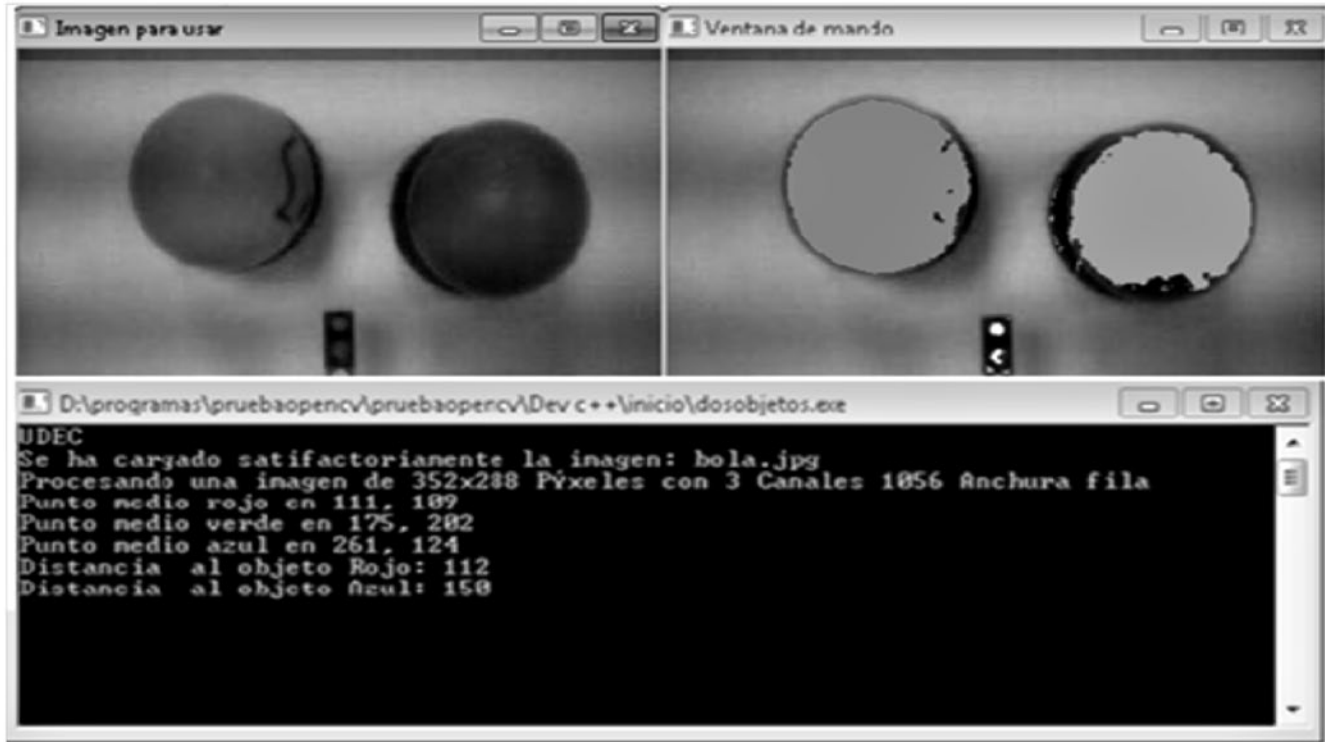 Imagen para usar
Ventana de mando
D:\programas\pruebaopencv\pruebaopencv\Dev c++\inicio\dosobjetos.exe
UDEC
Se ha cargado satifactoriamente la imagen: bola.jpg
Procesando una imagen de 352x288 Pýxeles con 3 Canales 1056 Anchura fila
Punto medio rojo en 111, 109
Punto medio verde en 175, 202
Punto medio azul en 261, 124
Distancia al objeto Rojo: 112
Distancia al objeto Azul: 150